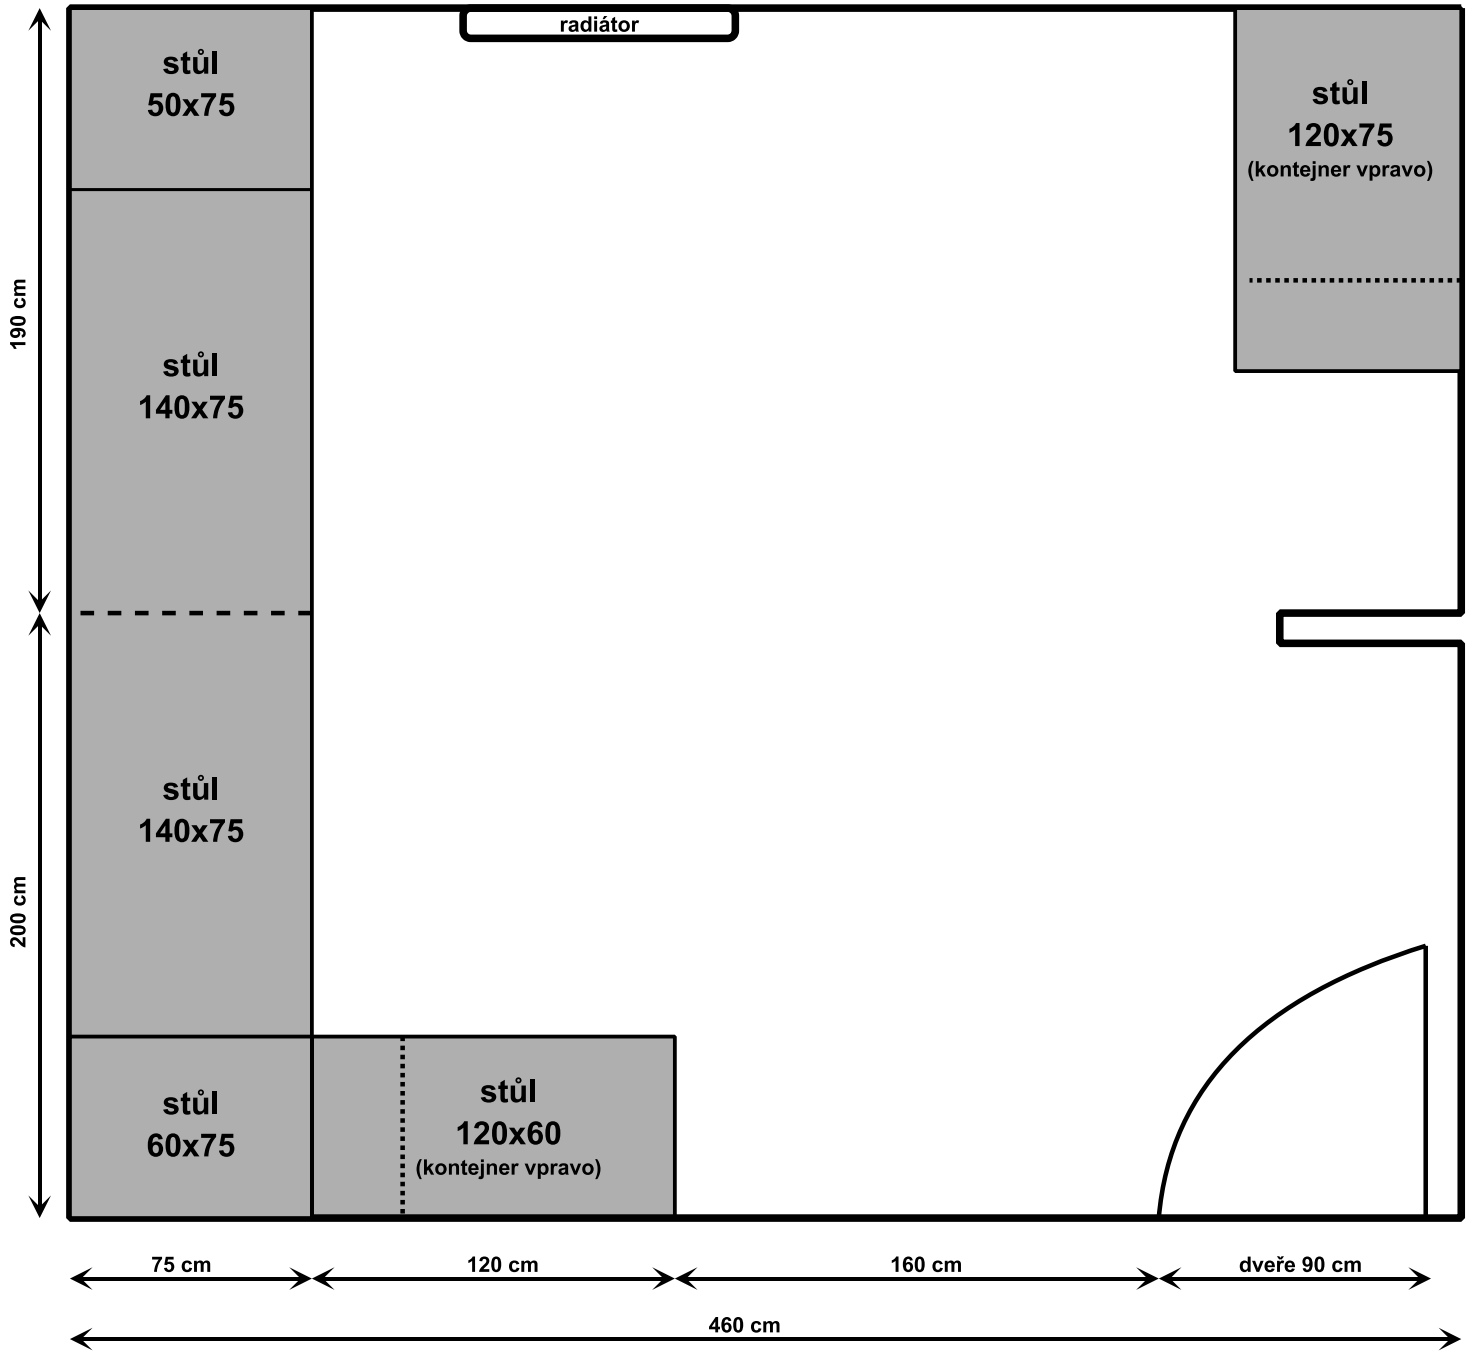 radiátor
stůl
50x75
stůl
120x75
(kontejner vpravo)
190 cm
stůl
140x75
stůl
140x75
200 cm
stůl
60x75
stůl
120x60
(kontejner vpravo)
75 cm
120 cm
160 cm
dveře 90 cm
460 cm